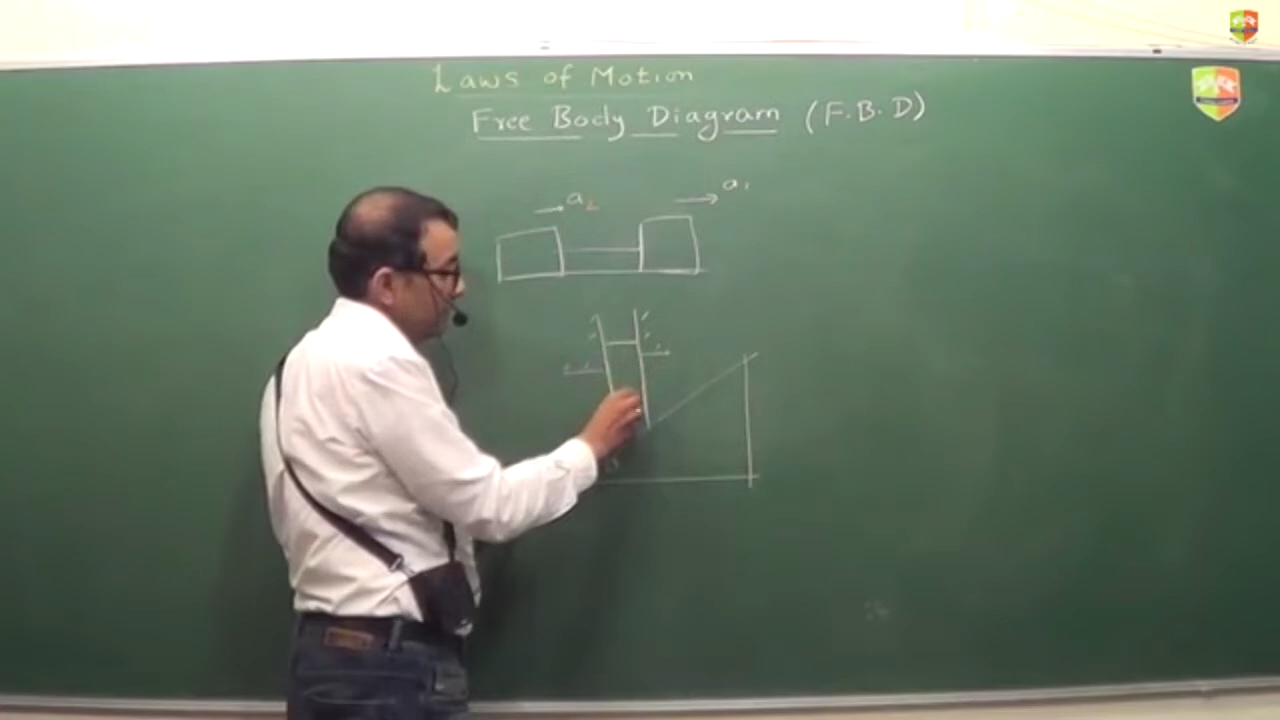 Laws of Motion
Free Body Diagram (F.B.D)
a₂
a₁